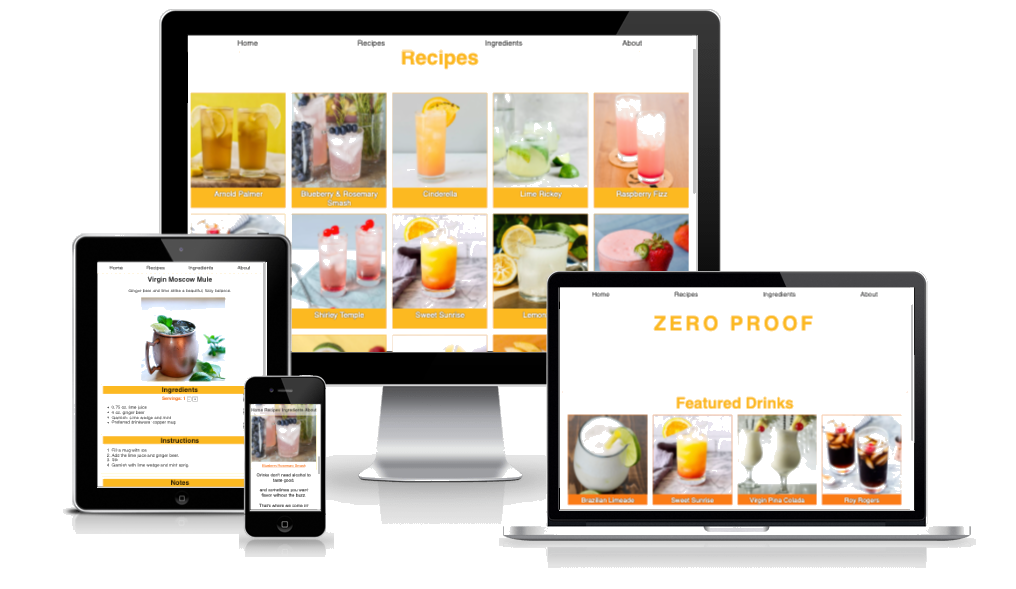 Home Recipes Ingredients About
Recipes
Arnold Palmer
Blueberry & Rosemary
Smash
Cinderella
Lime Rickey
Raspberry Fizz
Shirley Temple
Sweet Sunrise
Home Recipes Ingredients About
Virgin Moscow Mule
Ginger beer and lime strike a beautiful, fizzy balance.
Ingredients
Servings: 1
0.75 oz. lime juice
4 oz. ginger beer
Garnish: Lime wedge and mint
Preferred drinkware: copper mug
Instructions
1. Fill a mug with ice.
2. Add the lime juice and ginger beer.
3. Stir.
4. Garnish with lime wedge and mint sprig.
Notes
Home Recipes Ingredients About
Blueberry Rosemary Smash
Drinks don't need alcohol to
taste good,
and sometimes you want
flavor without the buzz.
That's where we come in!
Home Recipes Ingredients About
ZERO PROOF
Featured Drinks
Brazilian Limeade
Sweet Sunrise
Virgin Pina Colada
Roy Rogers